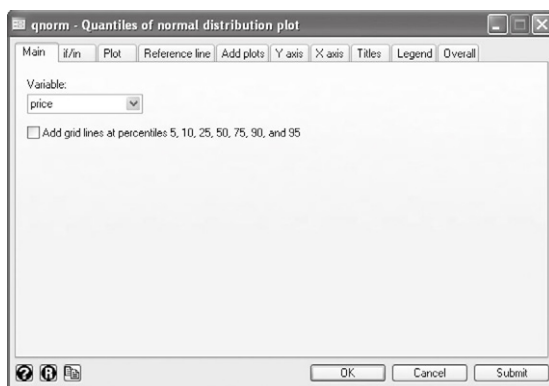 qnorm - Quantiles of normal distribution plot
Main if/in Plot Reference line Add plots Y axis X axis Titles Legend Overall
Variable:
price
Add grid lines at percentiles 5, 10, 25, 50, 75, 90, and 95
OK Cancel Submit